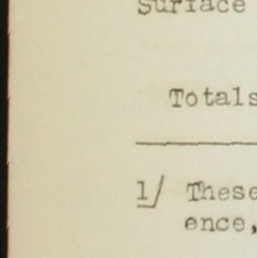 Surface
Totals
1/ These
ence,